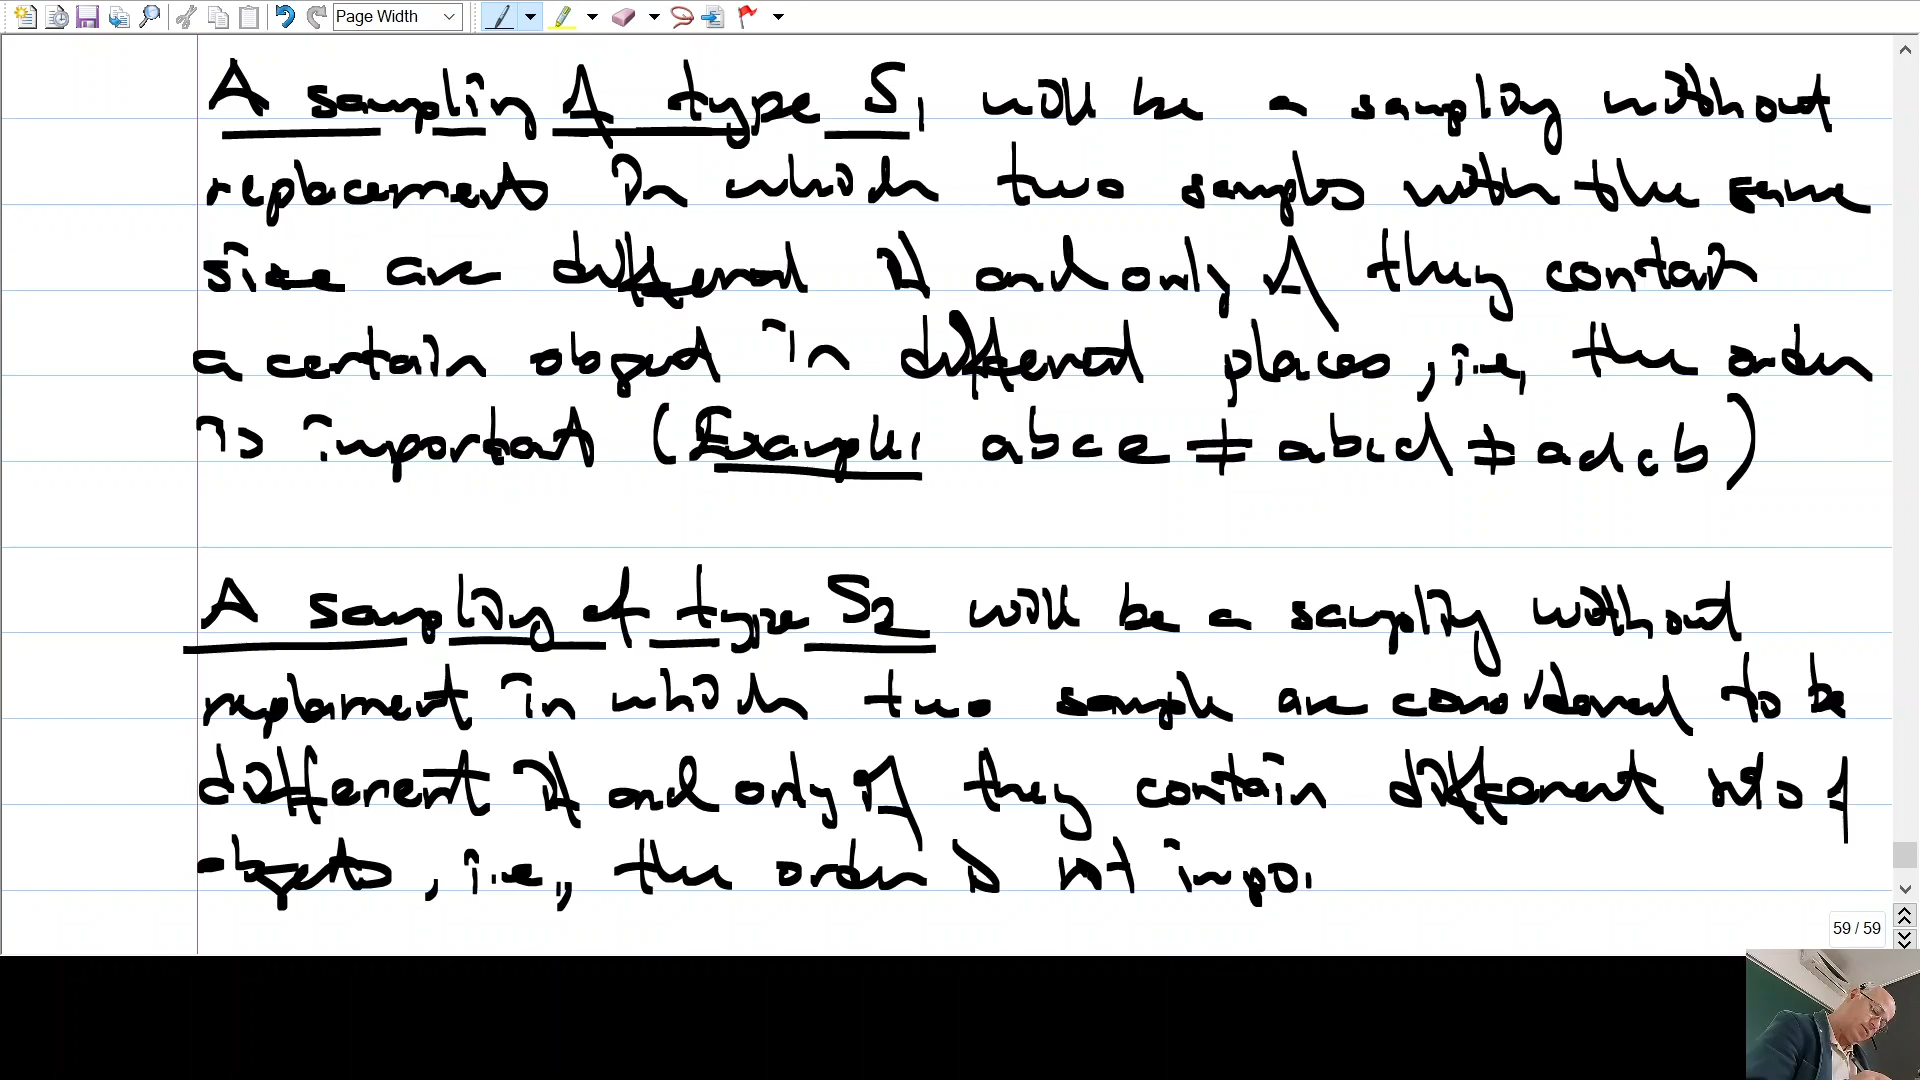 Page Width
A sampling of type S1 will be a sampling without
replacement in which two samples with the same
size are different if and only if they contain
a certain object in different places, i.e, the order
is important (Example: abce ≠ abcd ≠ adcb)
A sampling of type S2 will be a sampling without
replament in which two sample are considered to be
different if and only if they contain different sets of
objects, i.e., the order is not impo
59 / 59